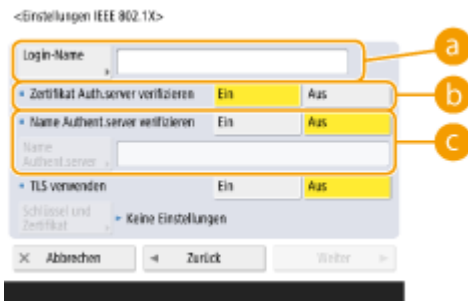 <Einstellungen IEEE 802.1X>
Login-Name
a
Zertifikat Auth.server verifizieren Ein Aus
b
Name Authent.server verifizieren Ein Aus
Name
Authent.server
c
TLS verwenden Ein Aus
Schlüssel und
Zertifikat
Keine Einstellungen
Abbrechen Zurück Weiter